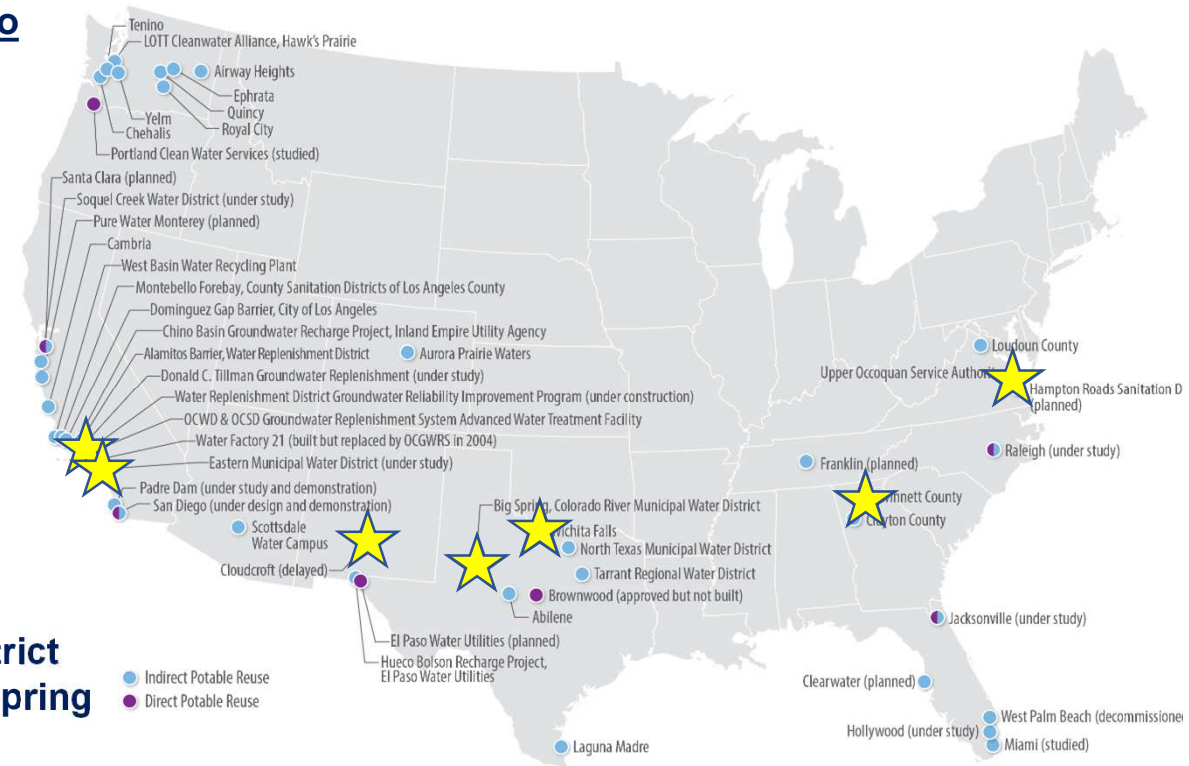 o
Tenino
LOTT Cleanwater Alliance, Hawk's Prairie
Airway Heights
Ephrata
Quincy
Royal City
Yelm
Chehalis
Portland Clean Water Services (studied)
Santa Clara (planned)
Soquel Creek Water District (under study)
Pure Water Monterey (planned)
Cambria
West Basin Water Recycling Plant
Montebello Forebay, County Sanitation Districts of Los Angeles County
Dominguez Gap Barrier, City of Los Angeles
Chino Basin Groundwater Recharge Project, Inland Empire Utility Agency
Alamitos Barrier, Water Replenishment District
Aurora Prairie Waters
Donald C. Tillman Groundwater Replenishment (under study)
Water Replenishment District Groundwater Reliability Improvement Program (under construction)
OCWD & OCSD Groundwater Replenishment System Advanced Water Treatment Facility
Water Factory 21 (built but replaced by OCGWRS in 2004)
Eastern Municipal Water District (under study)
Padre Dam (under study and demonstration)
San Diego (under design and demonstration)
Scottsdale
Water Campus
Cloudcroft (delayed)
Big Spring, Colorado River Municipal Water District
Wichita Falls
North Texas Municipal Water District
Tarrant Regional Water District
Brownwood (approved but not built)
Abilene
El Paso Water Utilities (planned)
Hueco Bolson Recharge Project,
El Paso Water Utilities
Laguna Madre
Loudoun County
Upper Occoquan Service Authori
Hampton Roads Sanitation D
(planned)
Raleigh (under study)
Franklin (planned)
winnett County
Clayton County
Jacksonville (under study)
Clearwater (planned)
West Palm Beach (decommissione
Hollywood (under study)
Miami (studied)
trict
pring
Indirect Potable Reuse
Direct Potable Reuse